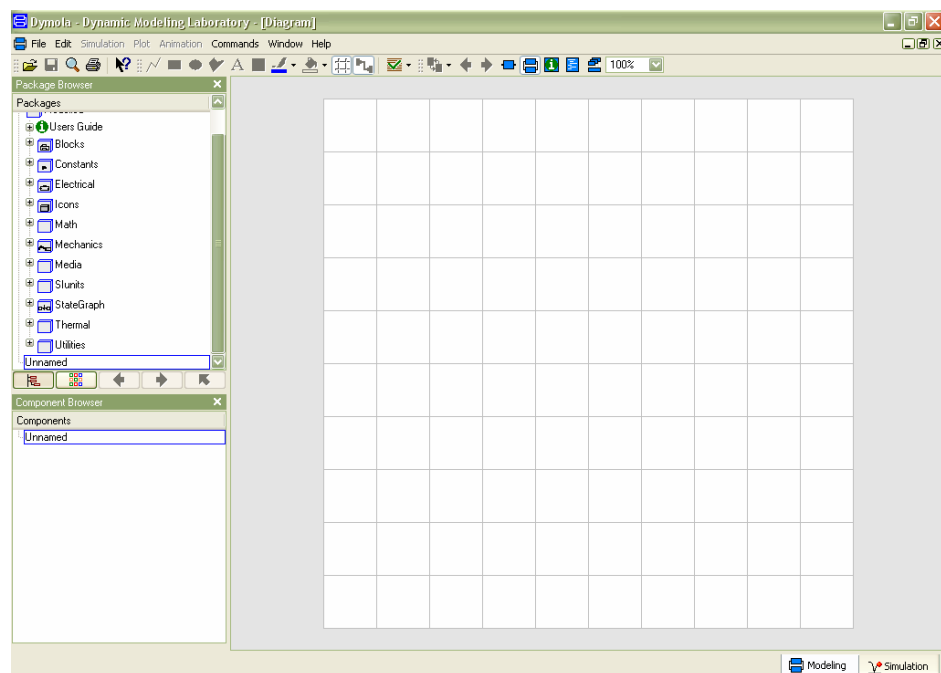 Dymola - Dynamic Modeling Laboratory - [Diagram]
File Edit Simulation Plot Animation Commands Window Help
A 100%
Package Browser
Packages
Users Guide
Blocks
Constants
Electrical
Icons
Math
Mechanics
Media
SIunits
StateGraph
Thermal
Utilities
Unnamed
Component Browser
Components
Unnamed
Modeling Simulation